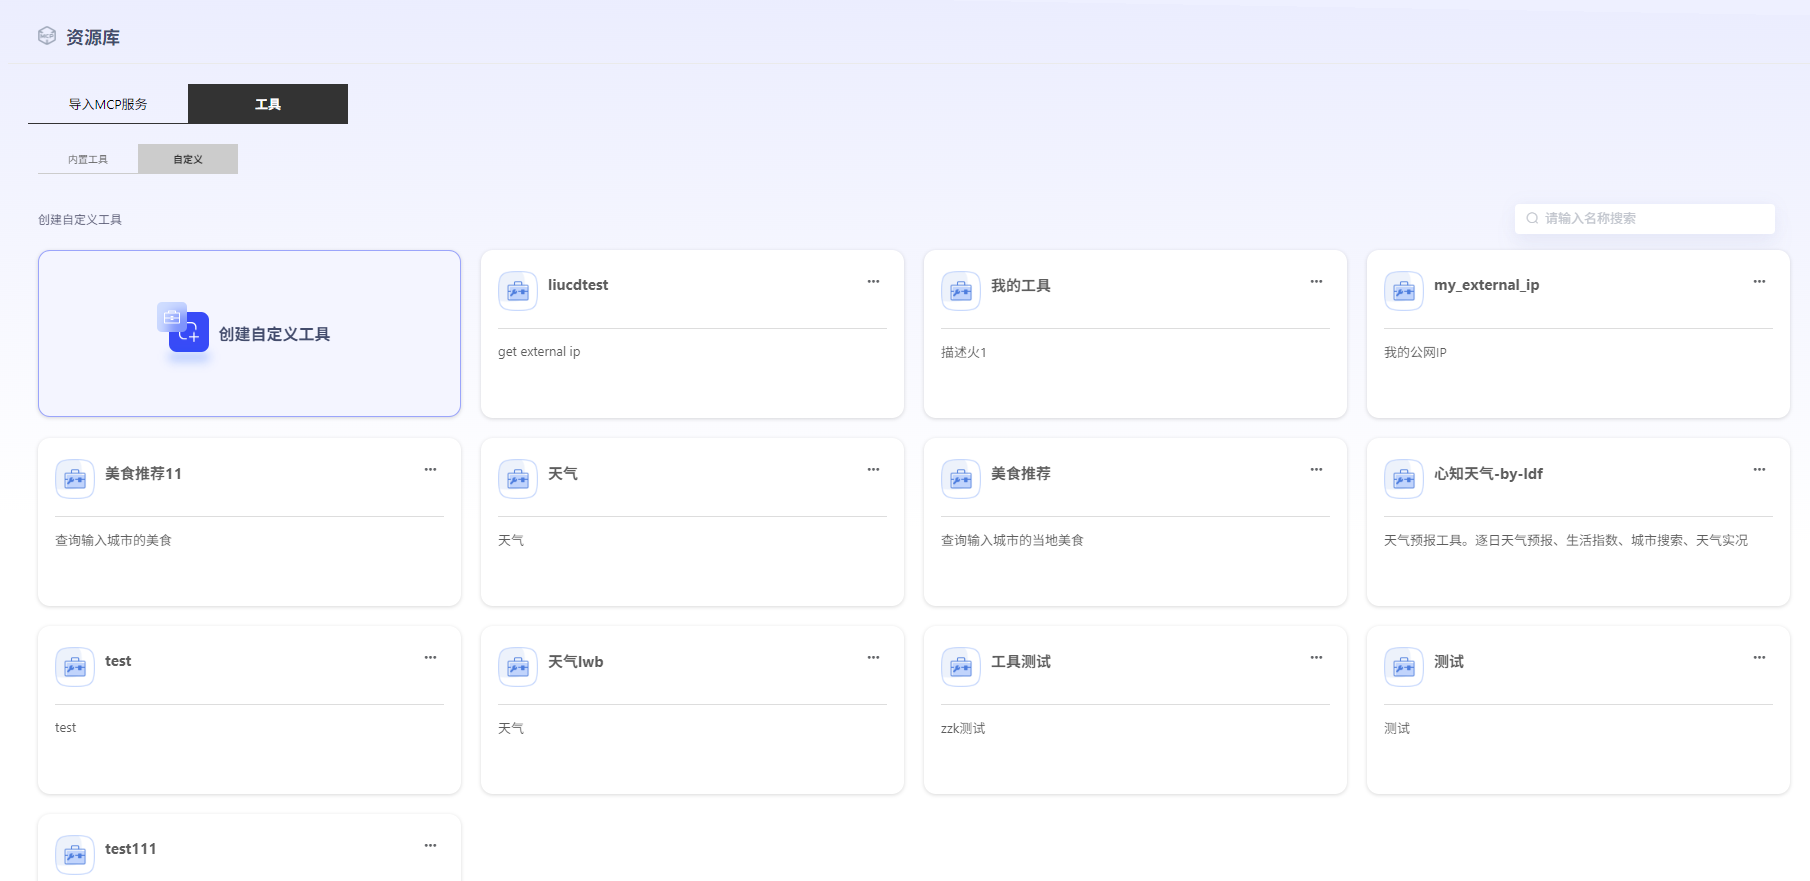 资源库
导入MCP服务
工具
内置工具
自定义
创建自定义工具
请输入名称搜索
创建自定义工具
liucdtest
get external ip
我的工具
描述火1
my_external_ip
我的公网IP
美食推荐11
查询输入城市的美食
天气
天气
美食推荐
查询输入城市的当地美食
心知天气-by-ldf
天气预报工具。逐日天气预报、生活指数、城市搜索、天气实况
test
test
天气lwb
天气
工具测试
zzk测试
测试
测试
test111